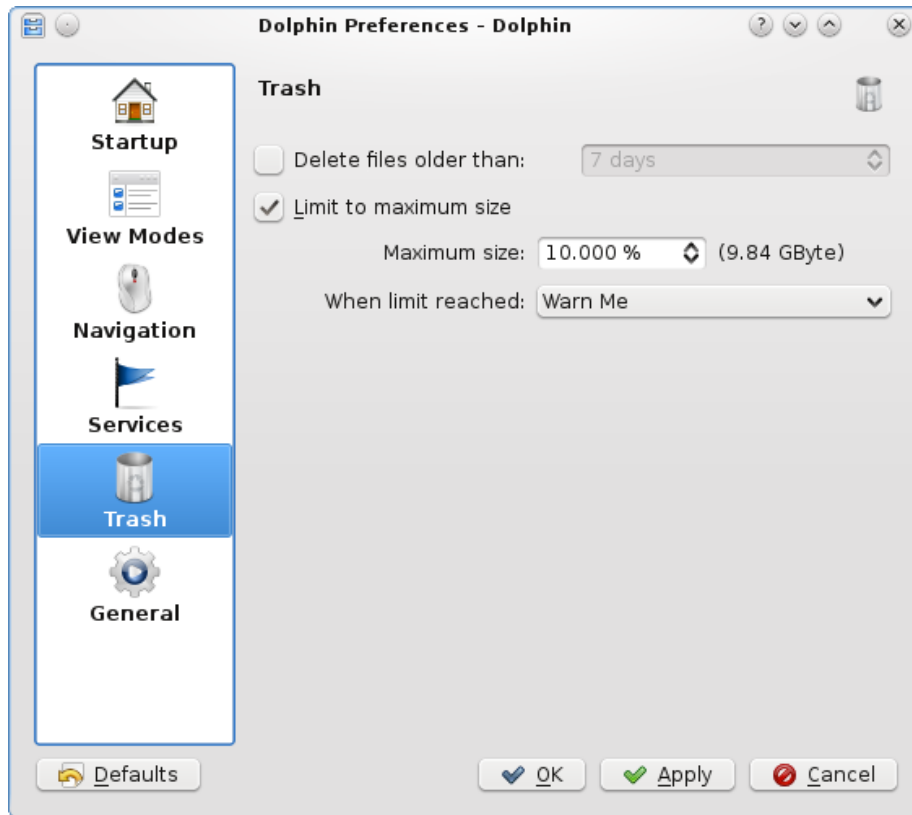 Dolphin Preferences - Dolphin
Startup
View Modes
Navigation
Services
Trash
General
Trash
Delete files older than: 7 days
Limit to maximum size
Maximum size: 10.000 % (9.84 GByte)
When limit reached: Warn Me
Defaults OK Apply Cancel